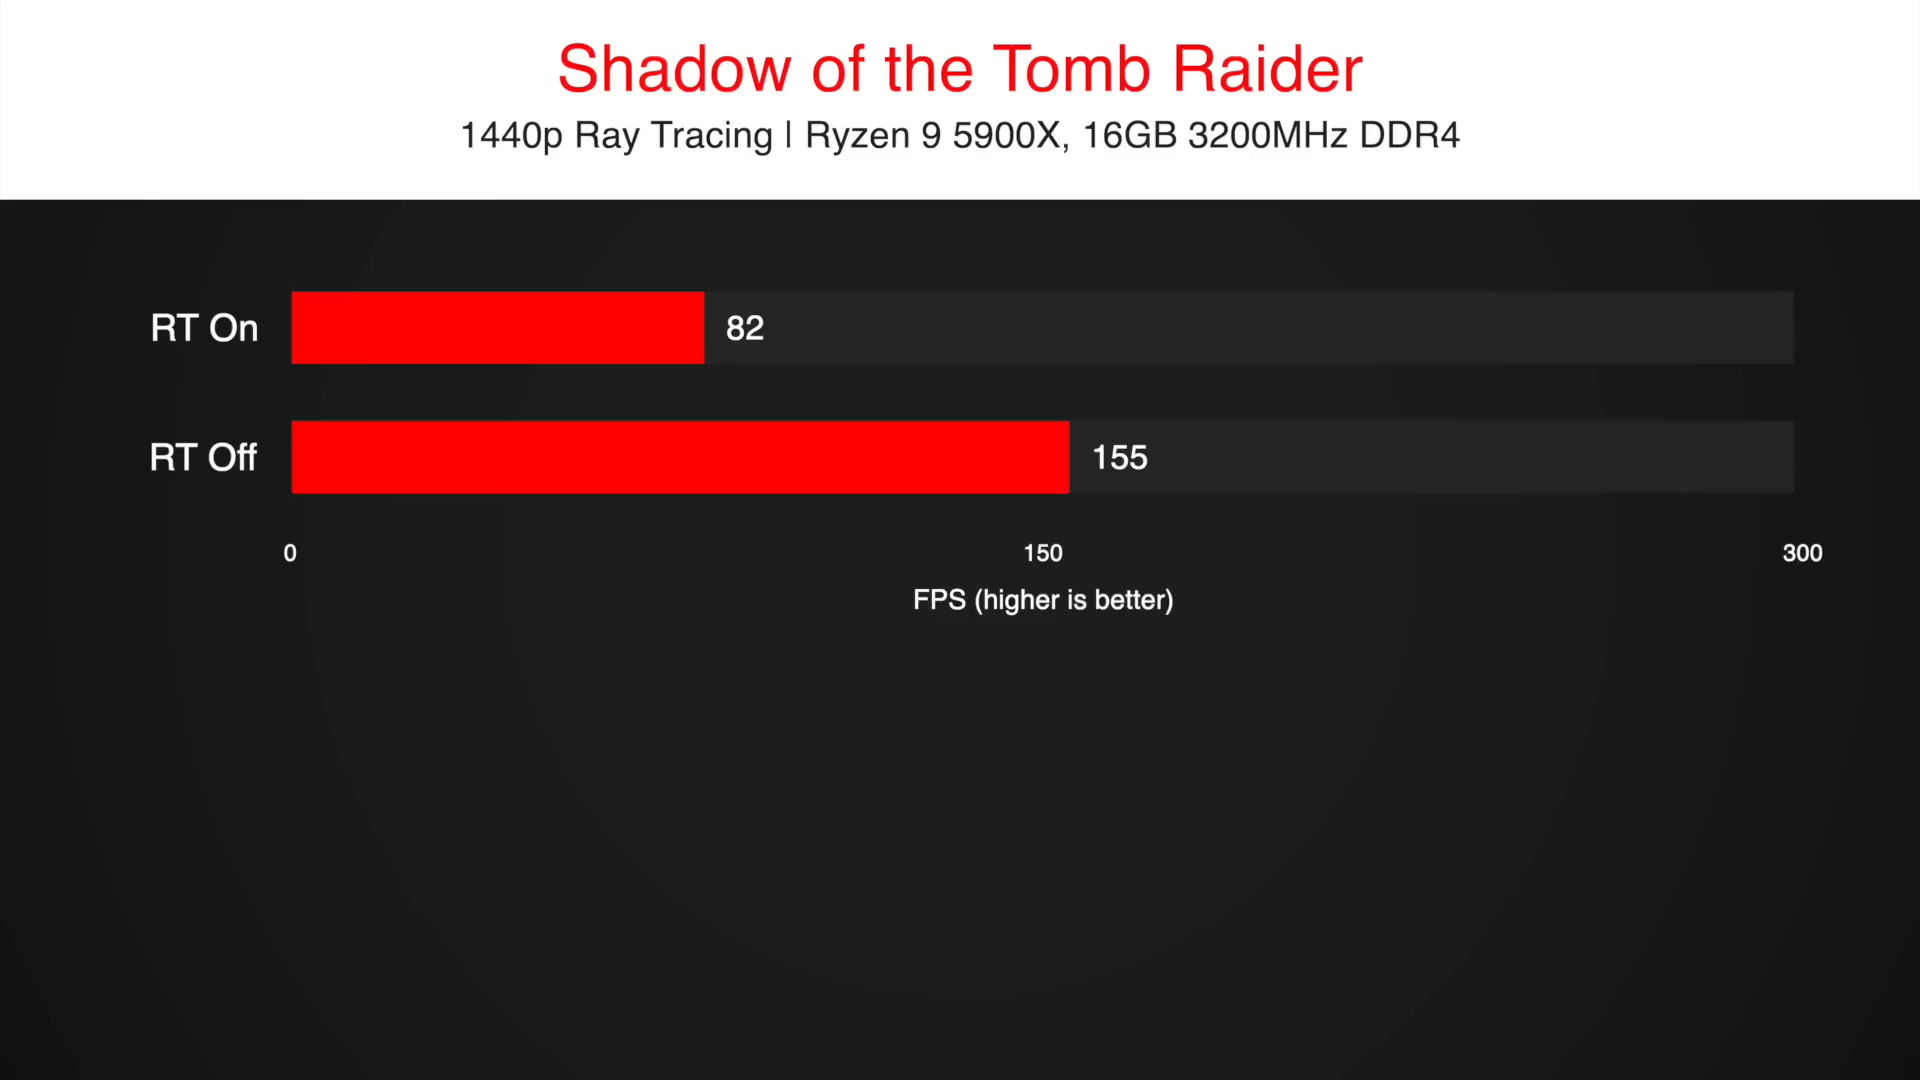 Shadow of the Tomb Raider
1440p Ray Tracing | Ryzen 9 5900X, 16GB 3200MHz DDR4
RT On 82
RT Off 155
0 150 300
FPS (higher is better)